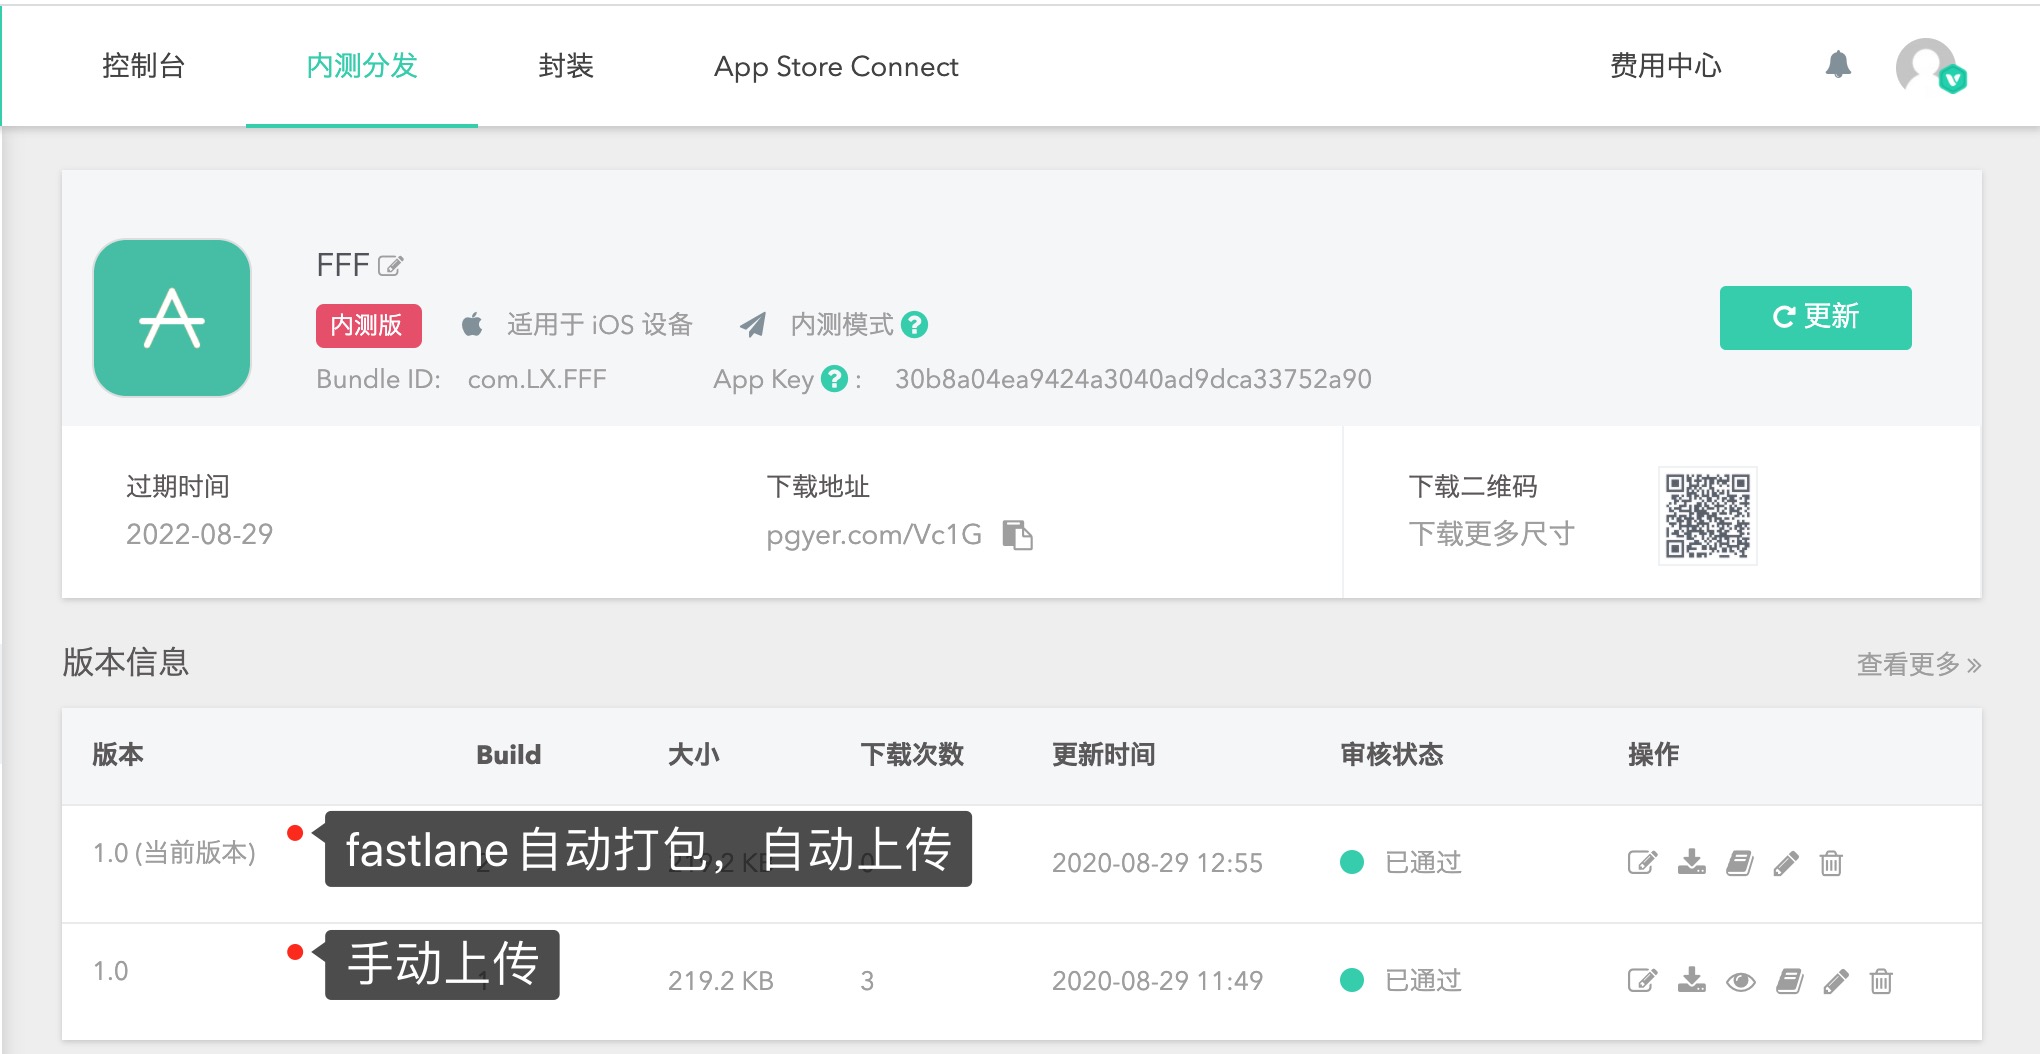 控制台 内测分发 封装 App Store Connect 费用中心
FFF
内测版 适用于 iOS 设备 内测模式 ?
更新
Bundle ID: com.LX.FFF App Key ? : 30b8a04ea9424a3040ad9dca33752a90
过期时间 下载地址 下载二维码
2022-08-29 pgyer.com/Vc1G 下载更多尺寸
版本信息 查看更多 »
版本 Build 大小 下载次数 更新时间 审核状态 操作
1.0 (当前版本) fastlane 自动打包，自动上传 2 219.2 KB 0 2020-08-29 12:55 已通过
1.0 手动上传 1 219.2 KB 3 2020-08-29 11:49 已通过